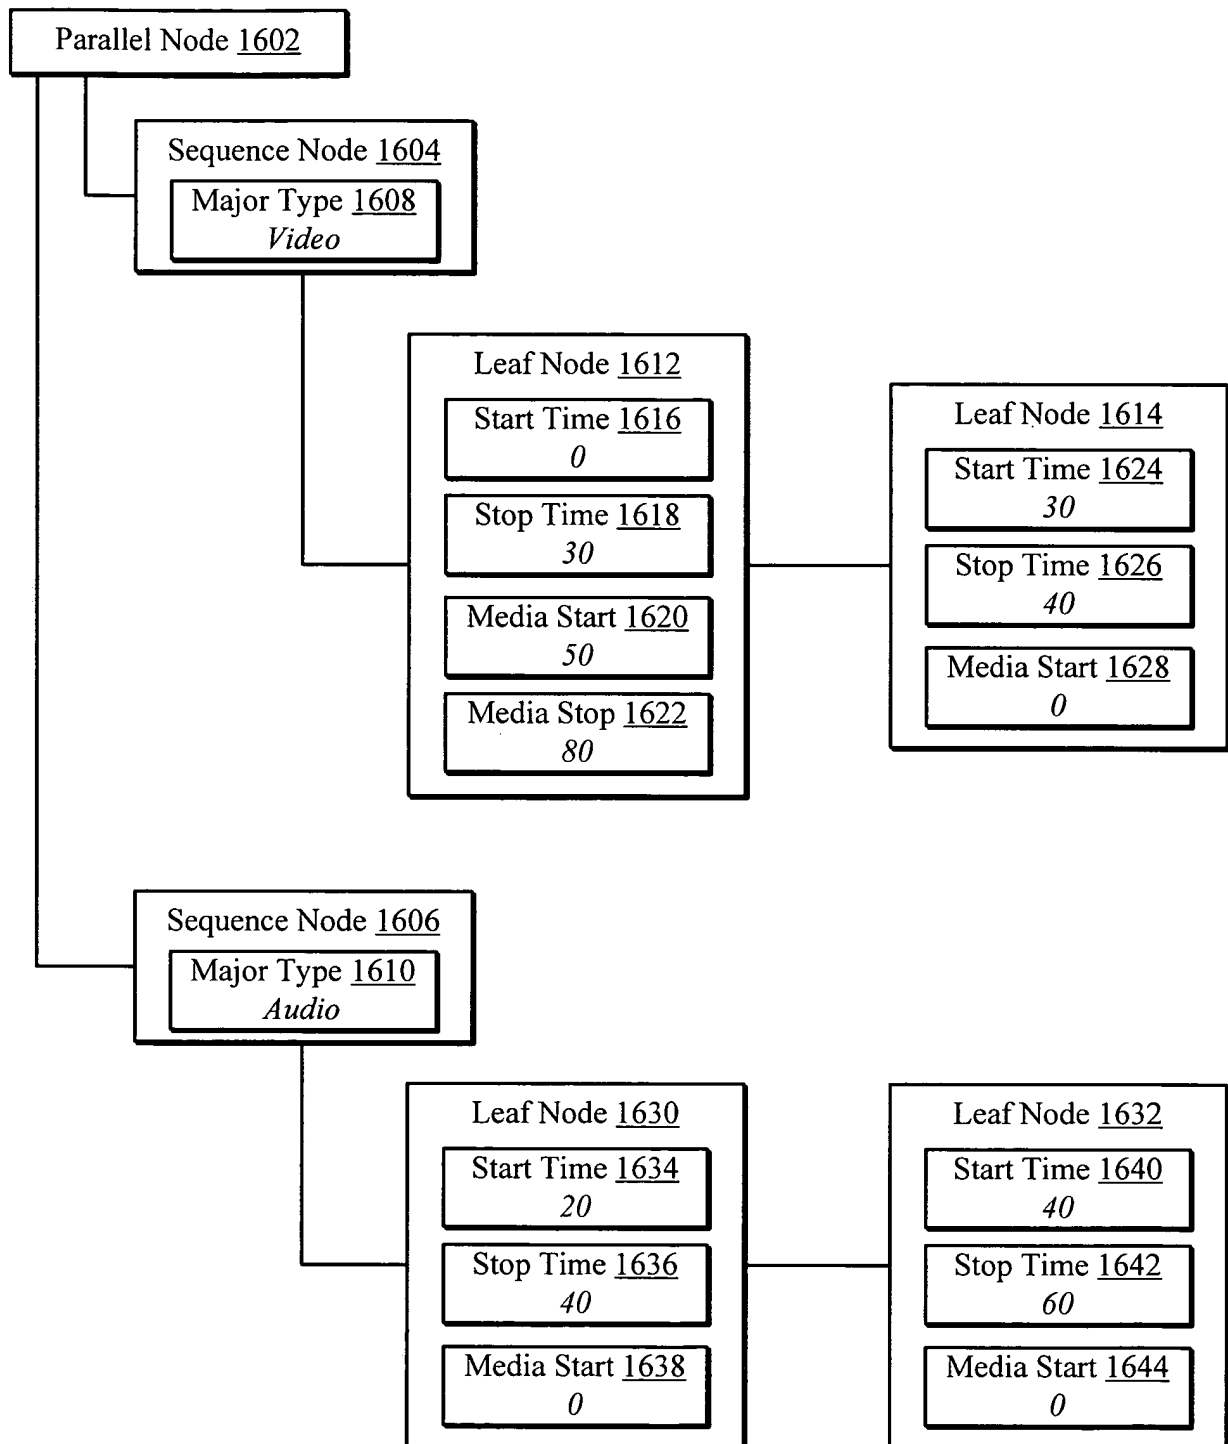 Parallel Node 1602
Sequence Node 1604
Major Type 1608
Video
Leaf Node 1612
Start Time 1616
0
Stop Time 1618
30
Media Start 1620
50
Media Stop 1622
80
Leaf Node 1614
Start Time 1624
30
Stop Time 1626
40
Media Start 1628
0
Sequence Node 1606
Major Type 1610
Audio
Leaf Node 1630
Start Time 1634
20
Stop Time 1636
40
Media Start 1638
0
Leaf Node 1632
Start Time 1640
40
Stop Time 1642
60
Media Start 1644
0